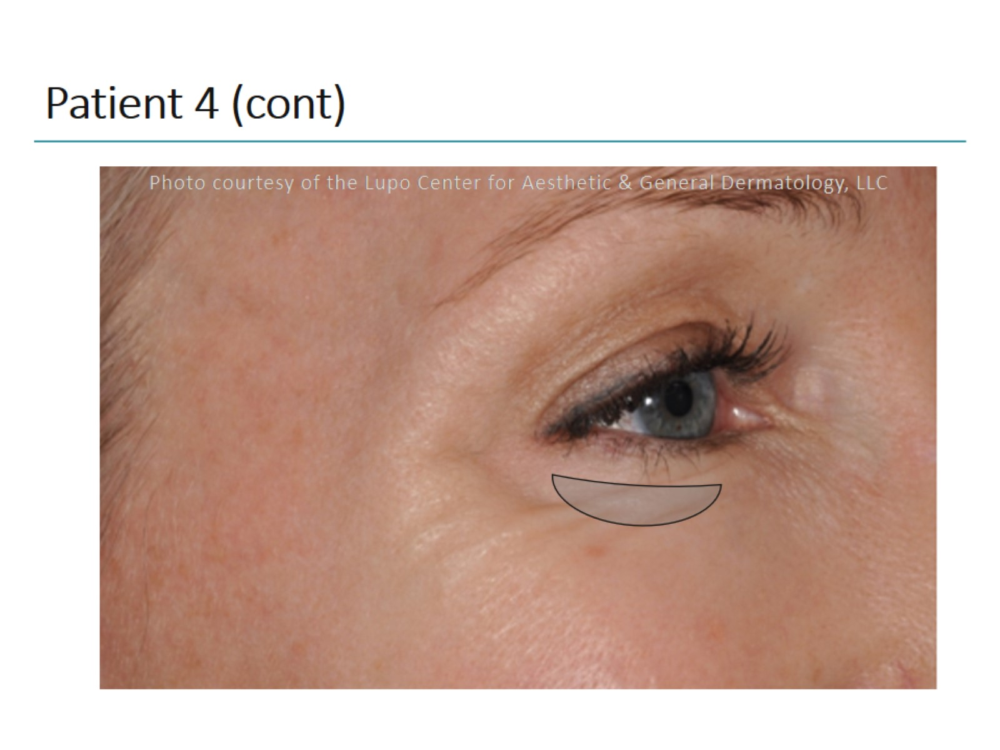 Patient 4 (cont)
Photo courtesy of the Lupo Center for Aesthetic & General Dermatology, LLC